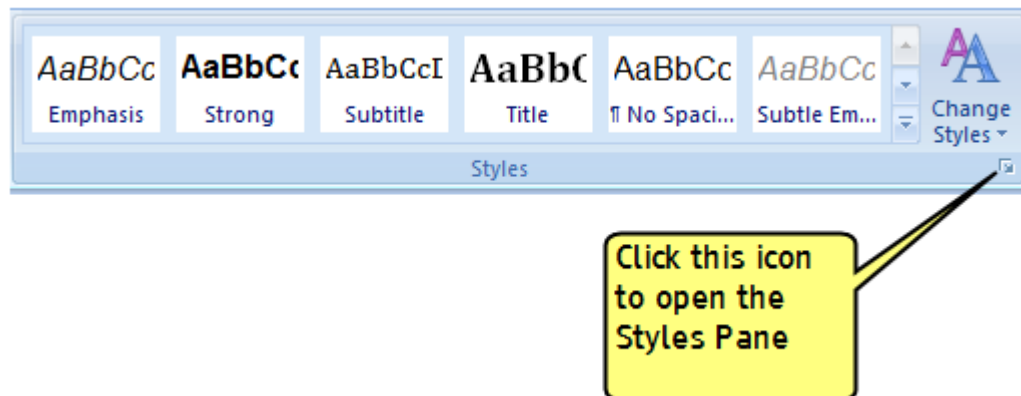 AaBbCc AaBbCc AaBbCcI AaBbC AaBbCc AaBbCc
Emphasis Strong Subtitle Title ¶ No Spaci... Subtle Em...
Change
Styles
Styles
Click this icon
to open the
Styles Pane